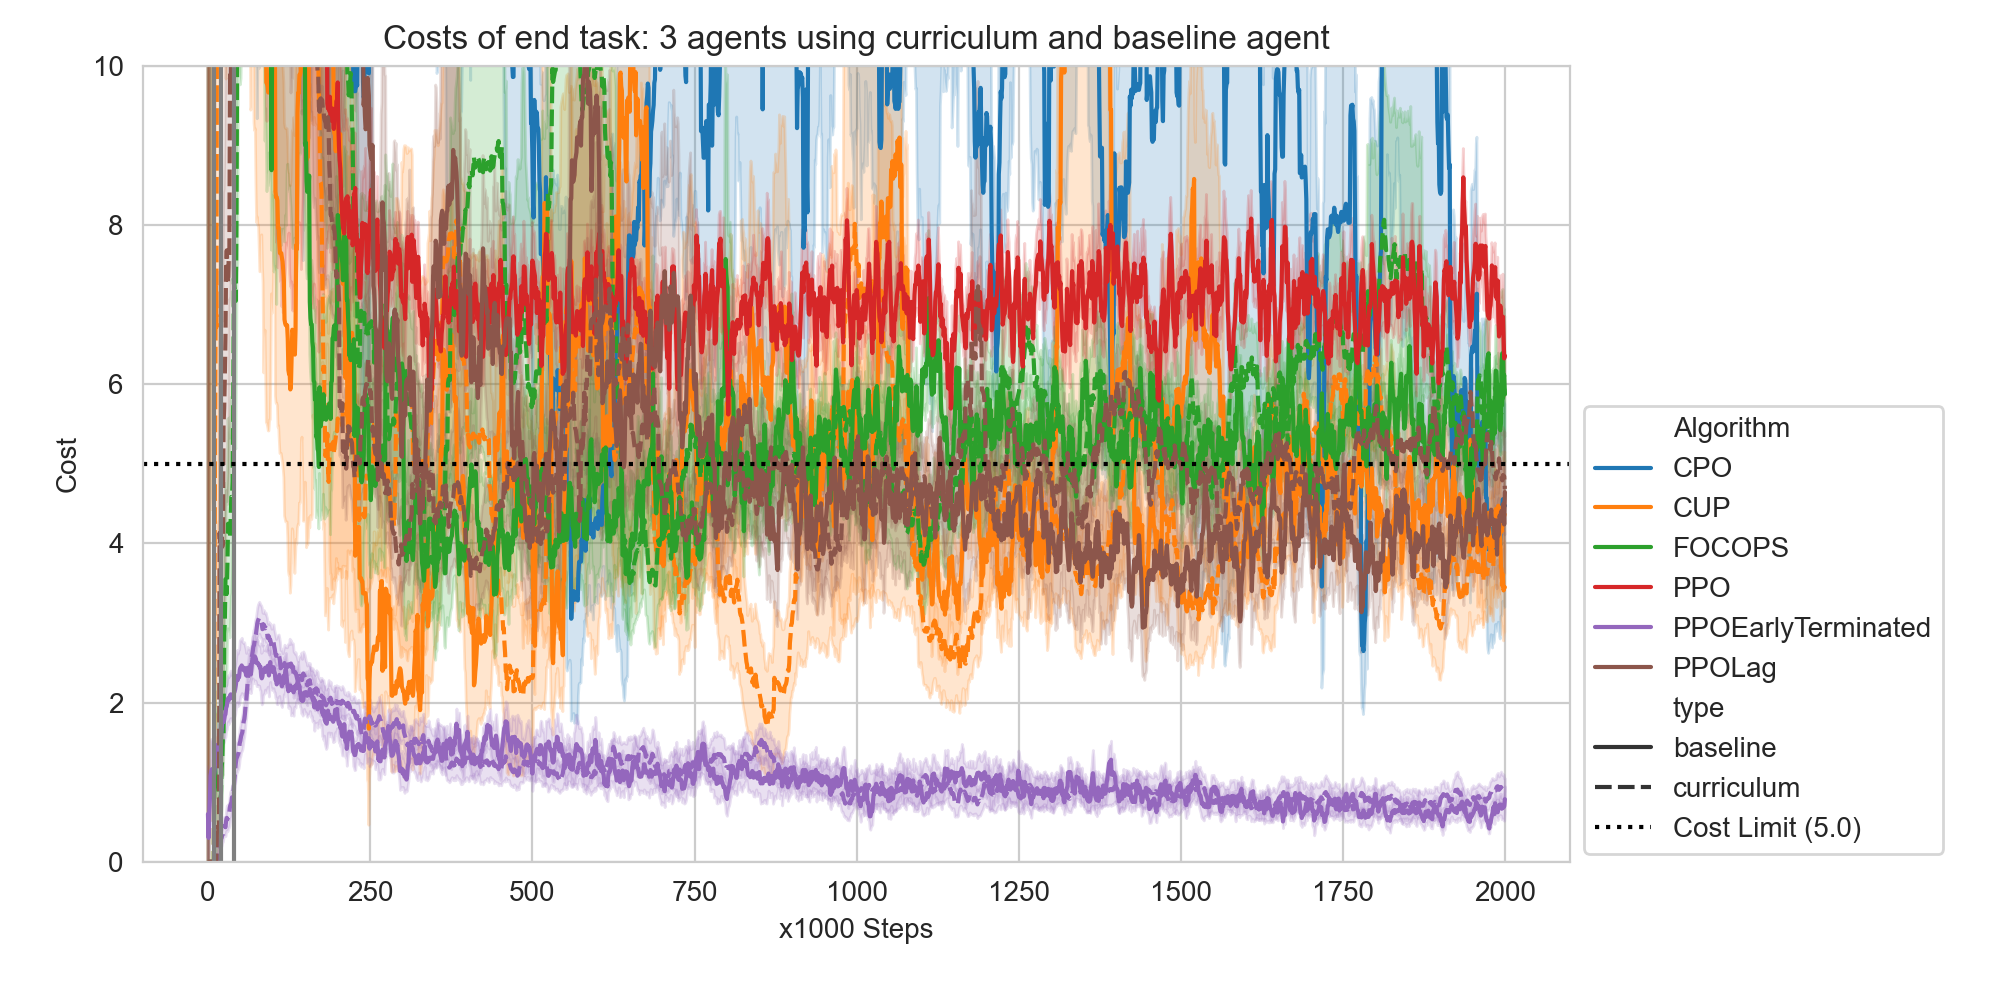 Costs of end task: 3 agents using curriculum and baseline agent
10
8
6
4
2
0
Cost
0 250 500 750 1000 1250 1500 1750 2000
x1000 Steps
Algorithm
CPO
CUP
FOCOPS
PPO
PPOEarlyTerminated
PPOLag
type
baseline
curriculum
Cost Limit (5.0)